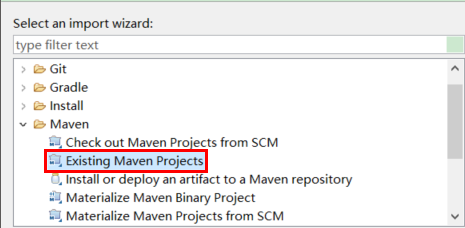 Select an import wizard:
type filter text
Git
Gradle
Install
Maven
Check out Maven Projects from SCM
Existing Maven Projects
Install or deploy an artifact to a Maven repository
Materialize Maven Binary Project
Materialize Maven Projects from SCM